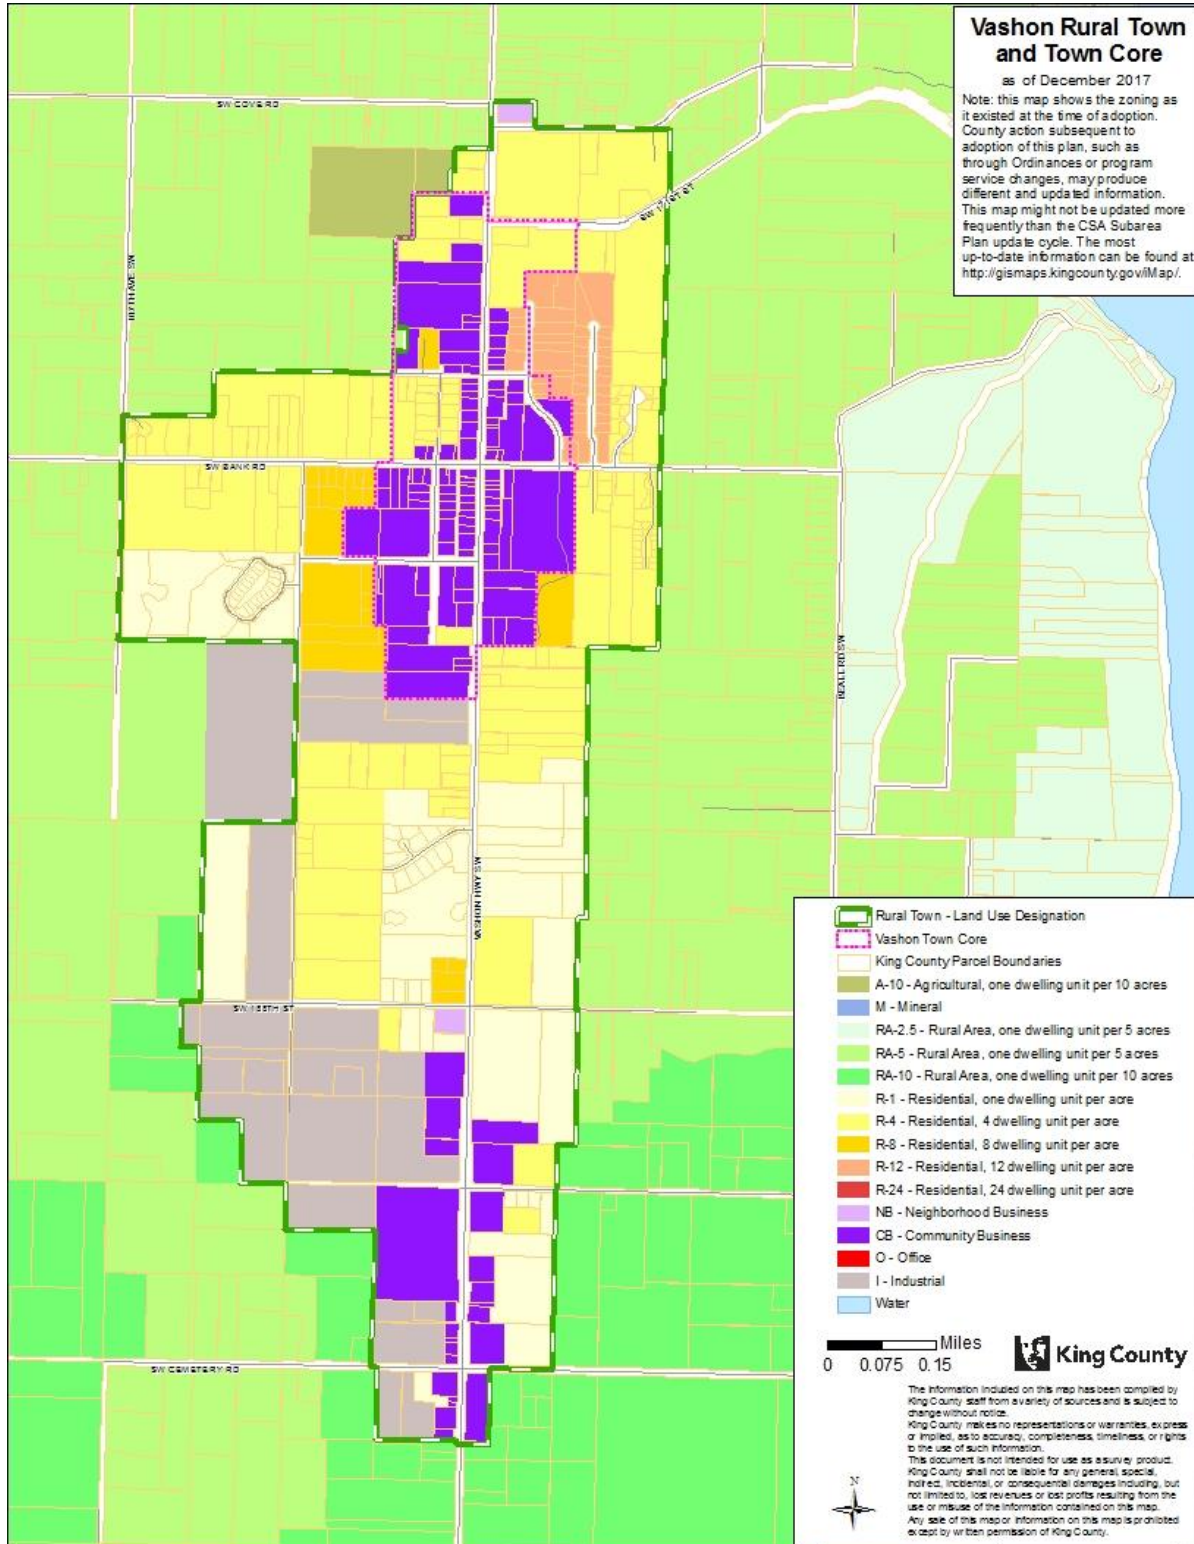 Vashon Rural Town
and Town Core
as of December 2017
Note: this map shows the zoning as
it existed at the time of adoption.
County action subsequent to
adoption of this plan, such as
through Ordinances or program
service changes, may produce
different and updated information.
This map might not be updated more
frequently than the CSA Subarea
Plan update cycle. The most
up-to-date information can be found at
http://gismaps.kingcounty.gov/iMap/.
SW COVE RD
SW 171ST ST
107TH AVE SW
SW BANK RD
BEALL RD SW
VASHON HWY SW
SW 188TH ST
SW CEMETERY RD
Rural Town - Land Use Designation
Vashon Town Core
King County Parcel Boundaries
A-10 - Agricultural, one dwelling unit per 10 acres
M - Mineral
RA-2.5 - Rural Area, one dwelling unit per 5 acres
RA-5 - Rural Area, one dwelling unit per 5 acres
RA-10 - Rural Area, one dwelling unit per 10 acres
R-1 - Residential, one dwelling unit per acre
R-4 - Residential, 4 dwelling unit per acre
R-8 - Residential, 8 dwelling unit per acre
R-12 - Residential, 12 dwelling unit per acre
R-24 - Residential, 24 dwelling unit per acre
NB - Neighborhood Business
CB - Community Business
O - Office
I - Industrial
Water
Miles
0 0.075 0.15
King County
The information included on this map has been compiled by
King County staff from a variety of sources and is subject to
change without notice.
King County makes no representations or warranties, express
or implied, as to accuracy, completeness, timeliness, or rights
to the use of such information.
This document is not intended for use as a survey product.
King County shall not be liable for any general, special,
indirect, incidental, or consequential damages including, but
not limited to, lost revenues or lost profits resulting from the
use or misuse of the information contained on this map.
Any sale of this map or information on this map is prohibited
except by written permission of King County.
N